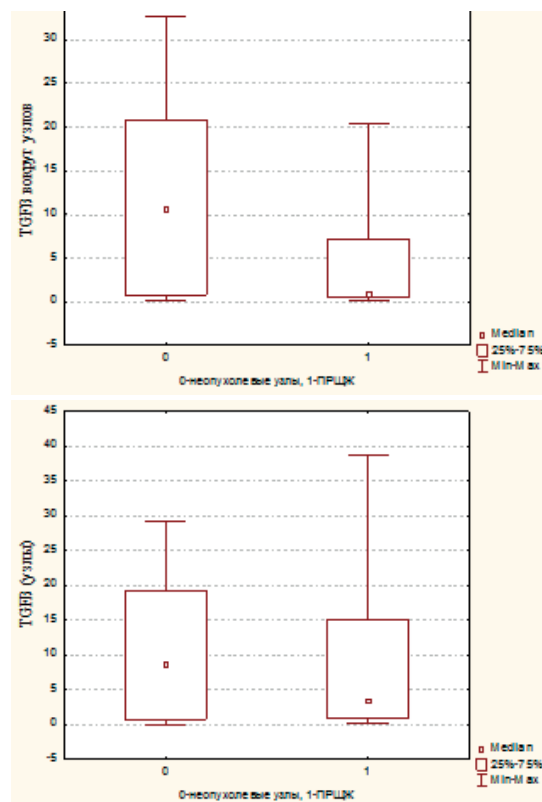 30
25
20
15
10
5
0
-5
TGFB вокруг узлов
0 1
0-неопухолевые узлы, 1-ПРЩЖ
Median
25%-75%
Min-Max
45
40
35
30
25
20
15
10
5
0
-5
TGFB (узлы)
0 1
0-неопухолевые узлы, 1-ПРЩЖ
Median
25%-75%
Min-Max